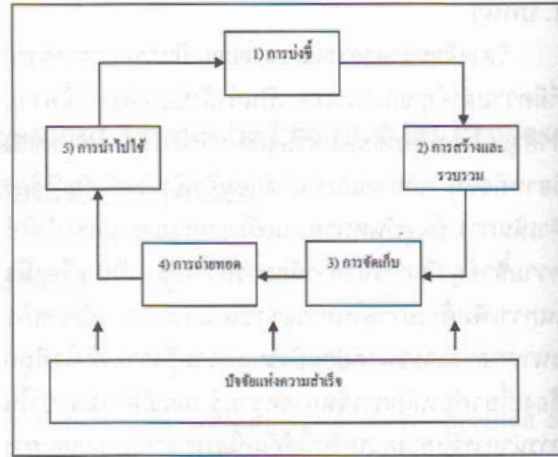 1) การบ่งชี้
5) การนำไปใช้
2) การสร้างและ
รวบรวม
4) การถ่ายทอด
3) การจัดเก็บ
ปัจจัยแห่งความสำเร็จ